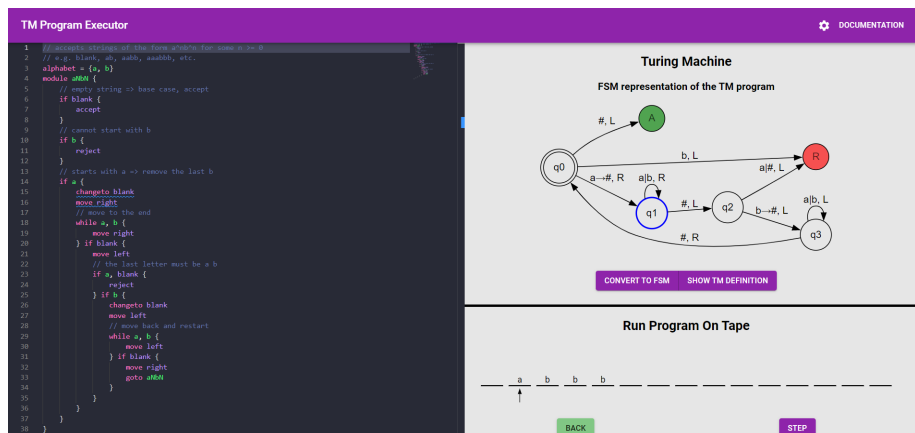 TM Program Executor
DOCUMENTATION
1 // accepts strings of the form a^nb^n for some n >= 0
2 // e.g. blank, ab, aabb, aaabbb, etc.
3 alphabet = {a, b}
4 module aNbN {
5 // empty string => base case, accept
6 if blank {
7 accept
8 }
9 // cannot start with b
10 if b {
11 reject
12 }
13 // starts with a => remove the last b
14 if a {
15 changeto blank
16 move right
17 // move to the end
18 while a, b {
19 move right
20 } if blank {
21 move left
22 // the last letter must be a b
23 if a, blank {
24 reject
25 } if b {
26 changeto blank
27 move left
28 // move back and restart
29 while a, b {
30 move left
31 } if blank {
32 move right
33 goto aNbN
34 }
35 }
36 }
37 }
38 }
Turing Machine
FSM representation of the TM program
#, L
A
b, L
R
q0
a→#, R
a|b, R
a|#, L
q1
#, L
q2
b→#, L
a|b, L
q3
#, R
CONVERT TO FSM
SHOW TM DEFINITION
Run Program On Tape
a b b b
BACK
STEP